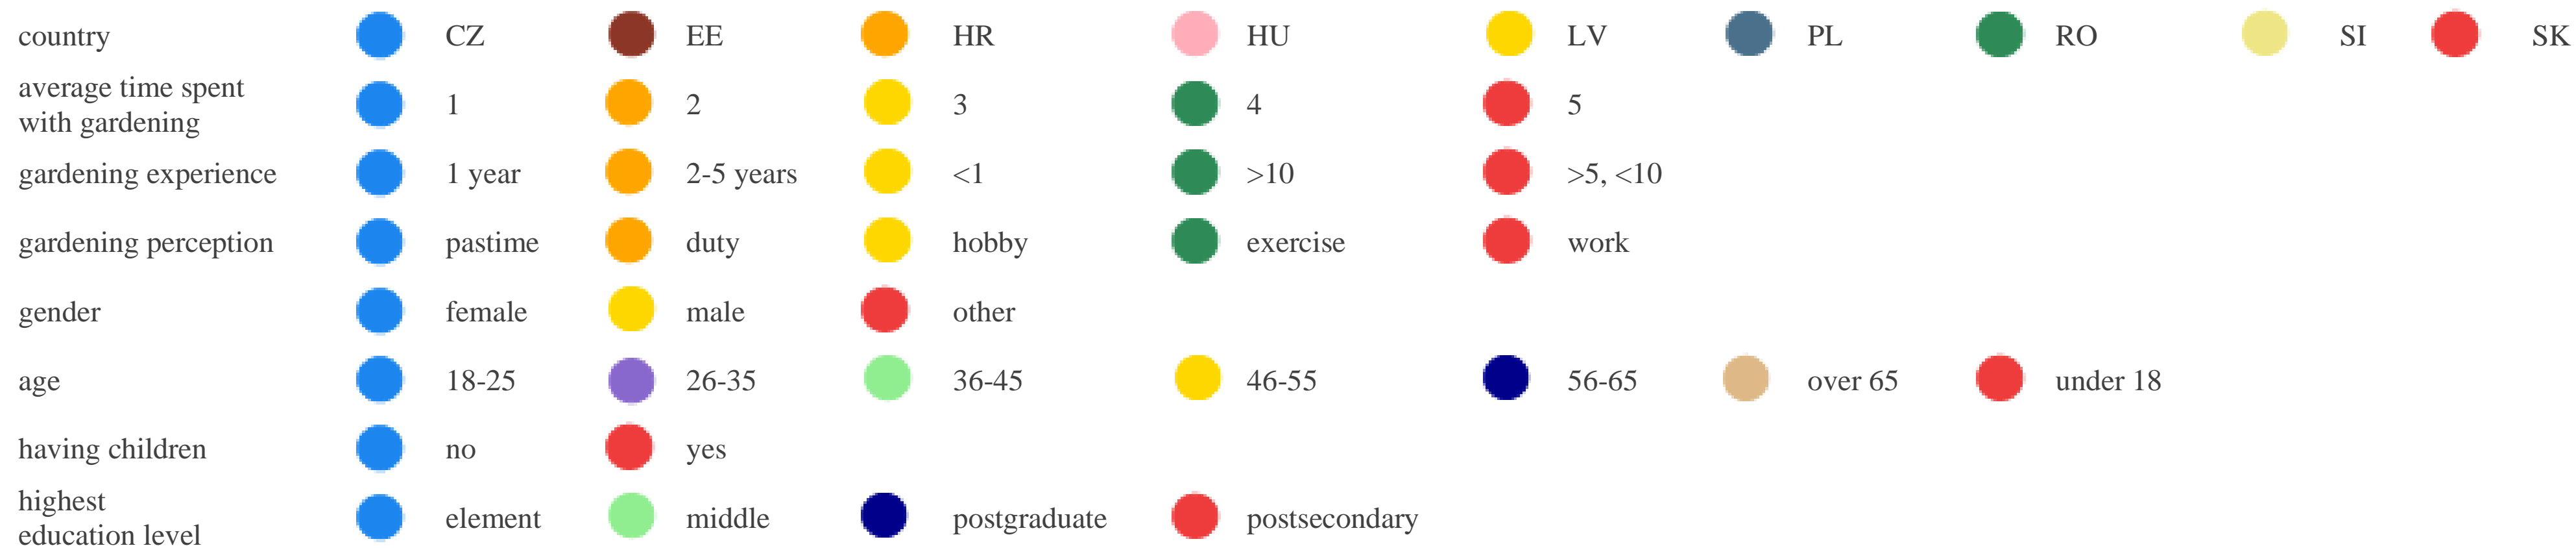 country CZ EE HR HU LV PL RO SI SK
average time spent
with gardening 1 2 3 4 5
gardening experience 1 year 2-5 years <1 >10 >5, <10
gardening perception pastime duty hobby exercise work
gender female male other
age 18-25 26-35 36-45 46-55 56-65 over 65 under 18
having children no yes
highest
education level element middle postgraduate postsecondary